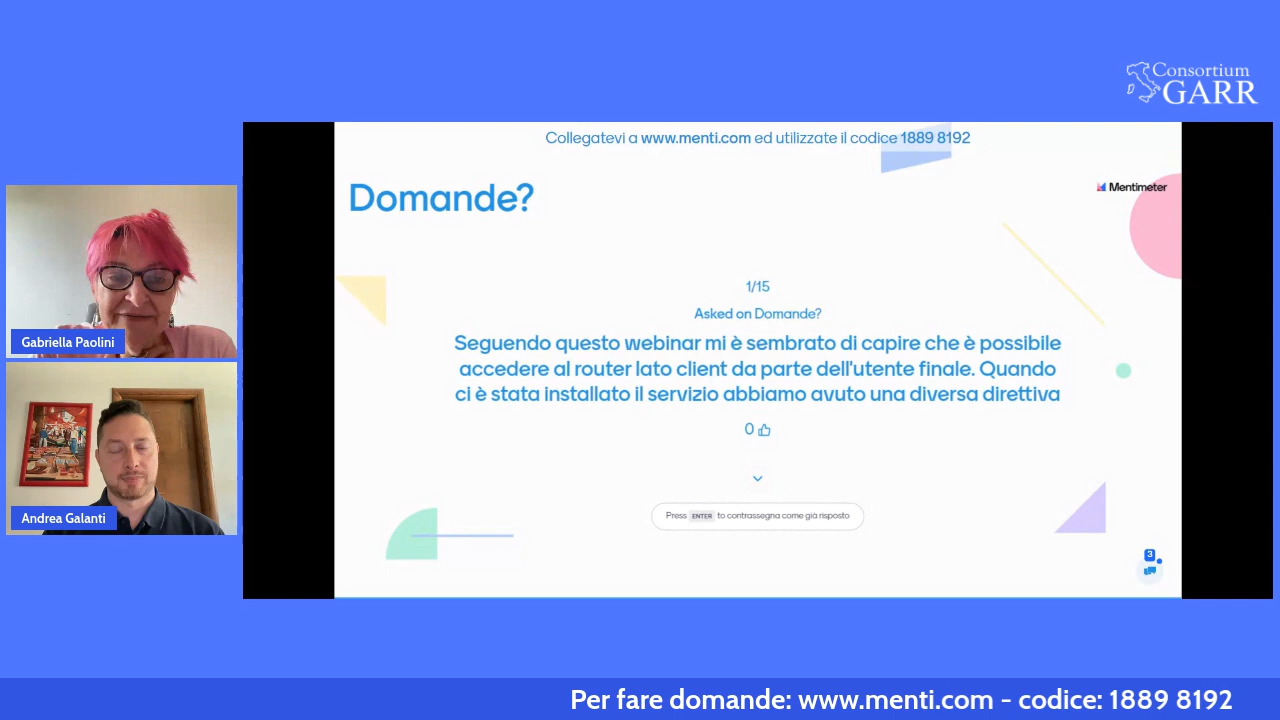 Consortium
GARR
Collegatevi a www.menti.com ed utilizzate il codice 1889 8192
Domande?
Mentimeter
1/15
Asked on Domande?
Seguendo questo webinar mi è sembrato di capire che è possibile
accedere al router lato client da parte dell'utente finale. Quando
ci è stata installato il servizio abbiamo avuto una diversa direttiva
0
Press ENTER to contrassegna come già risposto
3
Gabriella Paolini
Andrea Galanti
Per fare domande: www.menti.com - codice: 1889 8192